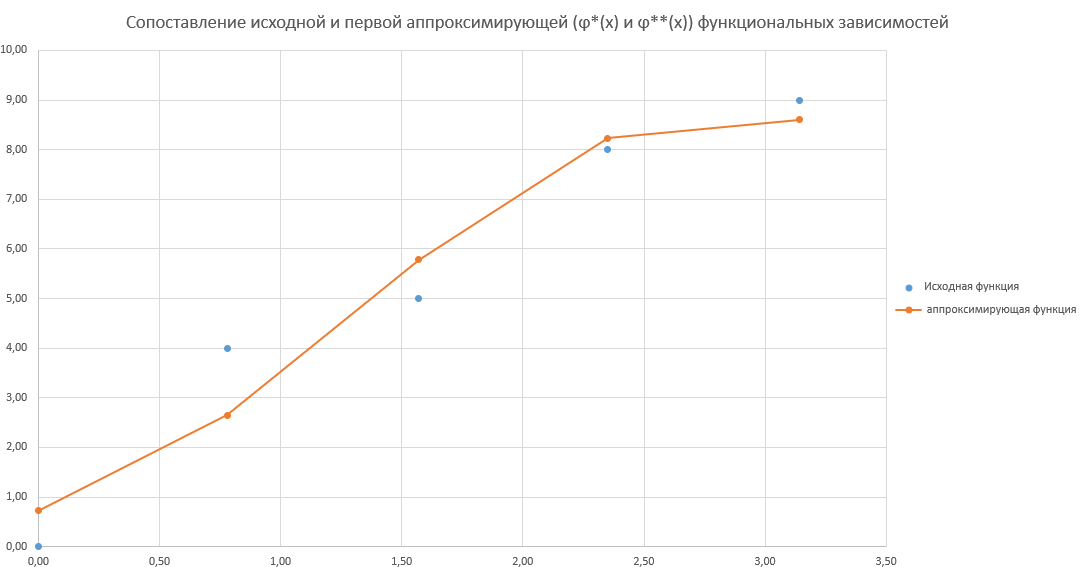 Сопоставление исходной и первой аппроксимирующей (φ*(x) и φ**(x)) функциональных зависимостей
10,00
9,00
8,00
7,00
6,00
5,00
4,00
3,00
2,00
1,00
0,00
0,00 0,50 1,00 1,50 2,00 2,50 3,00 3,50
Исходная функция
аппроксимирующая функция